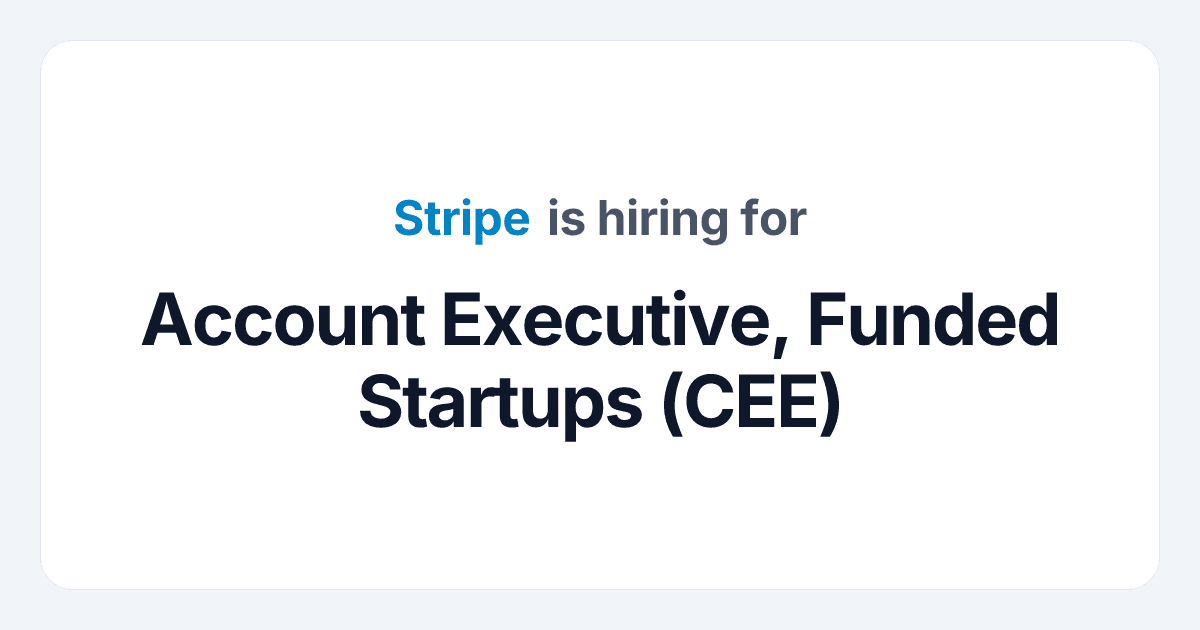 Stripe is hiring for
Account Executive, Funded
Startups (CEE)